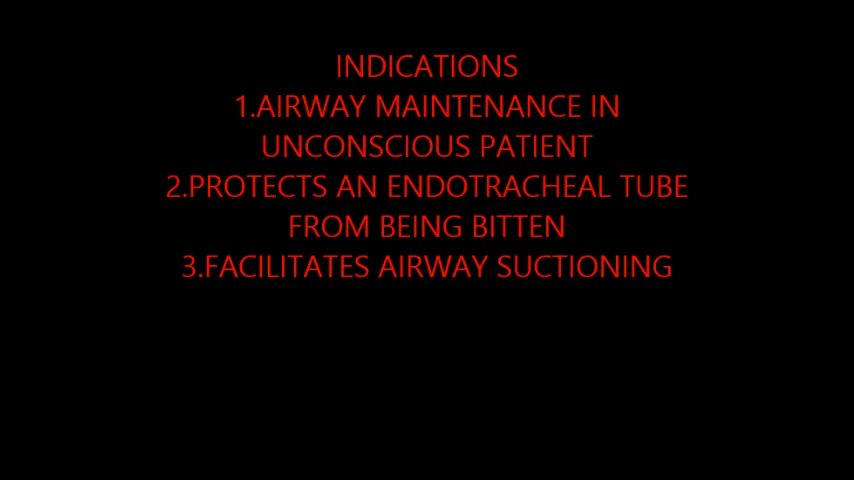 INDICATIONS
1.AIRWAY MAINTENANCE IN
UNCONSCIOUS PATIENT
2.PROTECTS AN ENDOTRACHEAL TUBE
FROM BEING BITTEN
3.FACILITATES AIRWAY SUCTIONING